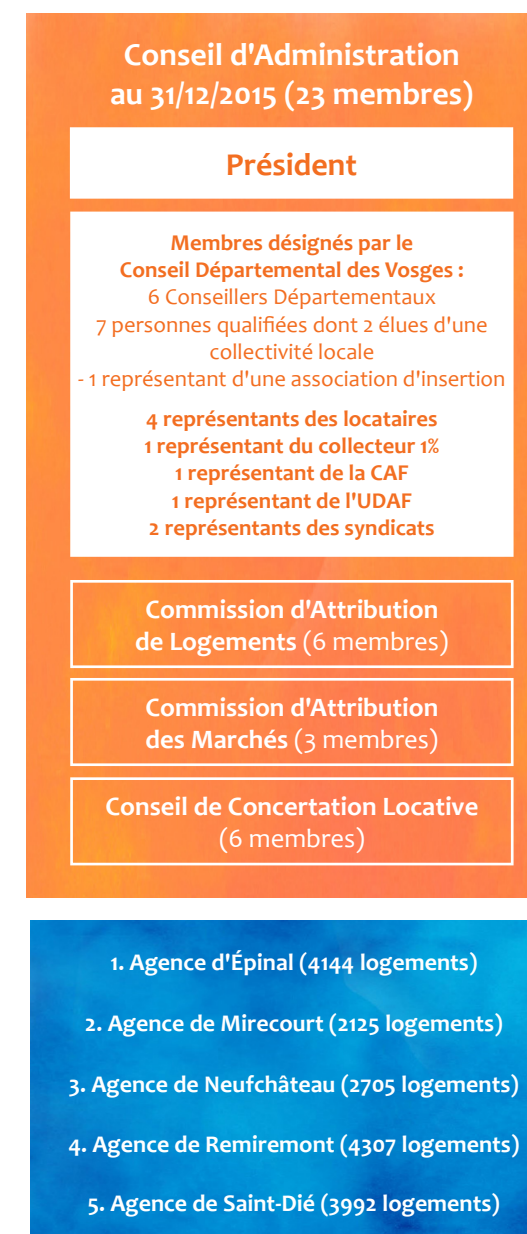 Conseil d'Administration
au 31/12/2015 (23 membres)
Président
Membres désignés par le
Conseil Départemental des Vosges :
6 Conseillers Départementaux
7 personnes qualifiées dont 2 élues d'une
collectivité locale
- 1 représentant d'une association d'insertion
4 représentants des locataires
1 représentant du collecteur 1%
1 représentant de la CAF
1 représentant de l'UDAF
2 représentants des syndicats
Commission d'Attribution
de Logements (6 membres)
Commission d'Attribution
des Marchés (3 membres)
Conseil de Concertation Locative
(6 membres)
1. Agence d'Épinal (4144 logements)
2. Agence de Mirecourt (2125 logements)
3. Agence de Neufchâteau (2705 logements)
4. Agence de Remiremont (4307 logements)
5. Agence de Saint-Dié (3992 logements)